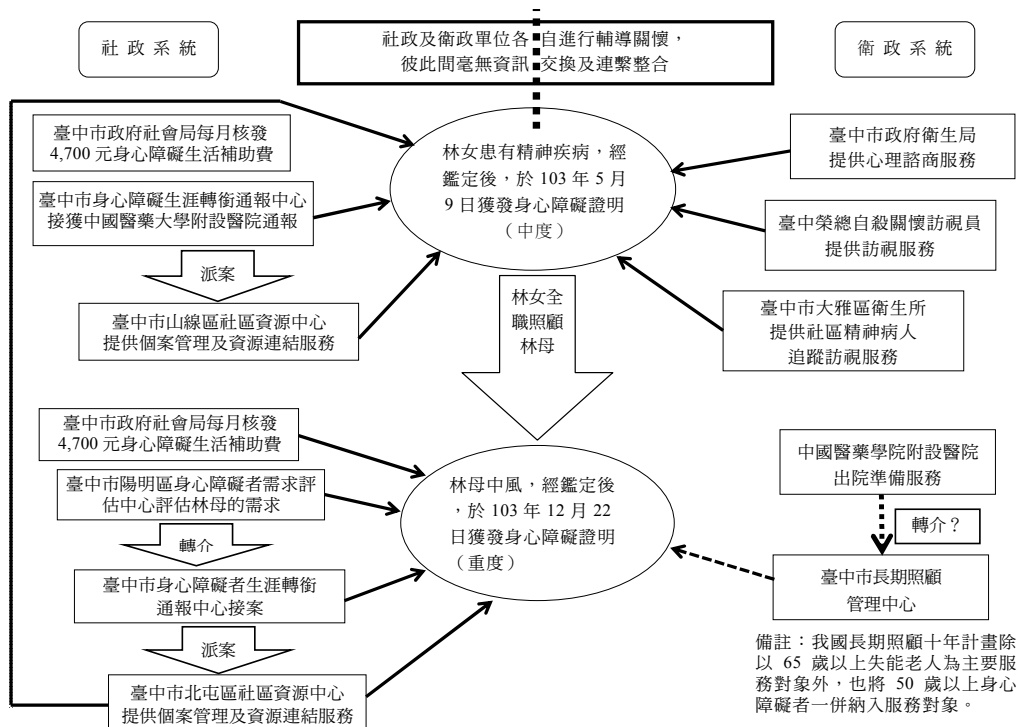 社政系統
社政及衛政單位各自進行輔導關懷，
彼此間毫無資訊交換及連繫整合
衛政系統
臺中市政府社會局每月核發
4,700 元身心障礙生活補助費
臺中市身心障礙生涯轉銜通報中心
接獲中國醫藥大學附設醫院通報
派案
臺中市山線區社區資源中心
提供個案管理及資源連結服務
林女患有精神疾病，經
鑑定後，於 103 年 5 月
9 日獲發身心障礙證明
（中度）
臺中市政府衛生局
提供心理諮商服務
臺中榮總自殺關懷訪視員
提供訪視服務
臺中市大雅區衛生所
提供社區精神病人
追蹤訪視服務
林女全
職照顧
林母
臺中市政府社會局每月核發
4,700 元身心障礙生活補助費
臺中市陽明區身心障礙者需求評
估中心評估林母的需求
轉介
臺中市身心障礙者生涯轉銜
通報中心接案
派案
臺中市北屯區社區資源中心
提供個案管理及資源連結服務
林母中風，經鑑定後
，於 103 年 12 月 22
日獲發身心障礙證明
（重度）
中國醫藥學院附設醫院
出院準備服務
轉介？
臺中市長期照顧
管理中心
備註：我國長期照顧十年計畫除
以 65 歲以上失能老人為主要服
務對象外，也將 50 歲以上身心
障礙者一併納入服務對象。